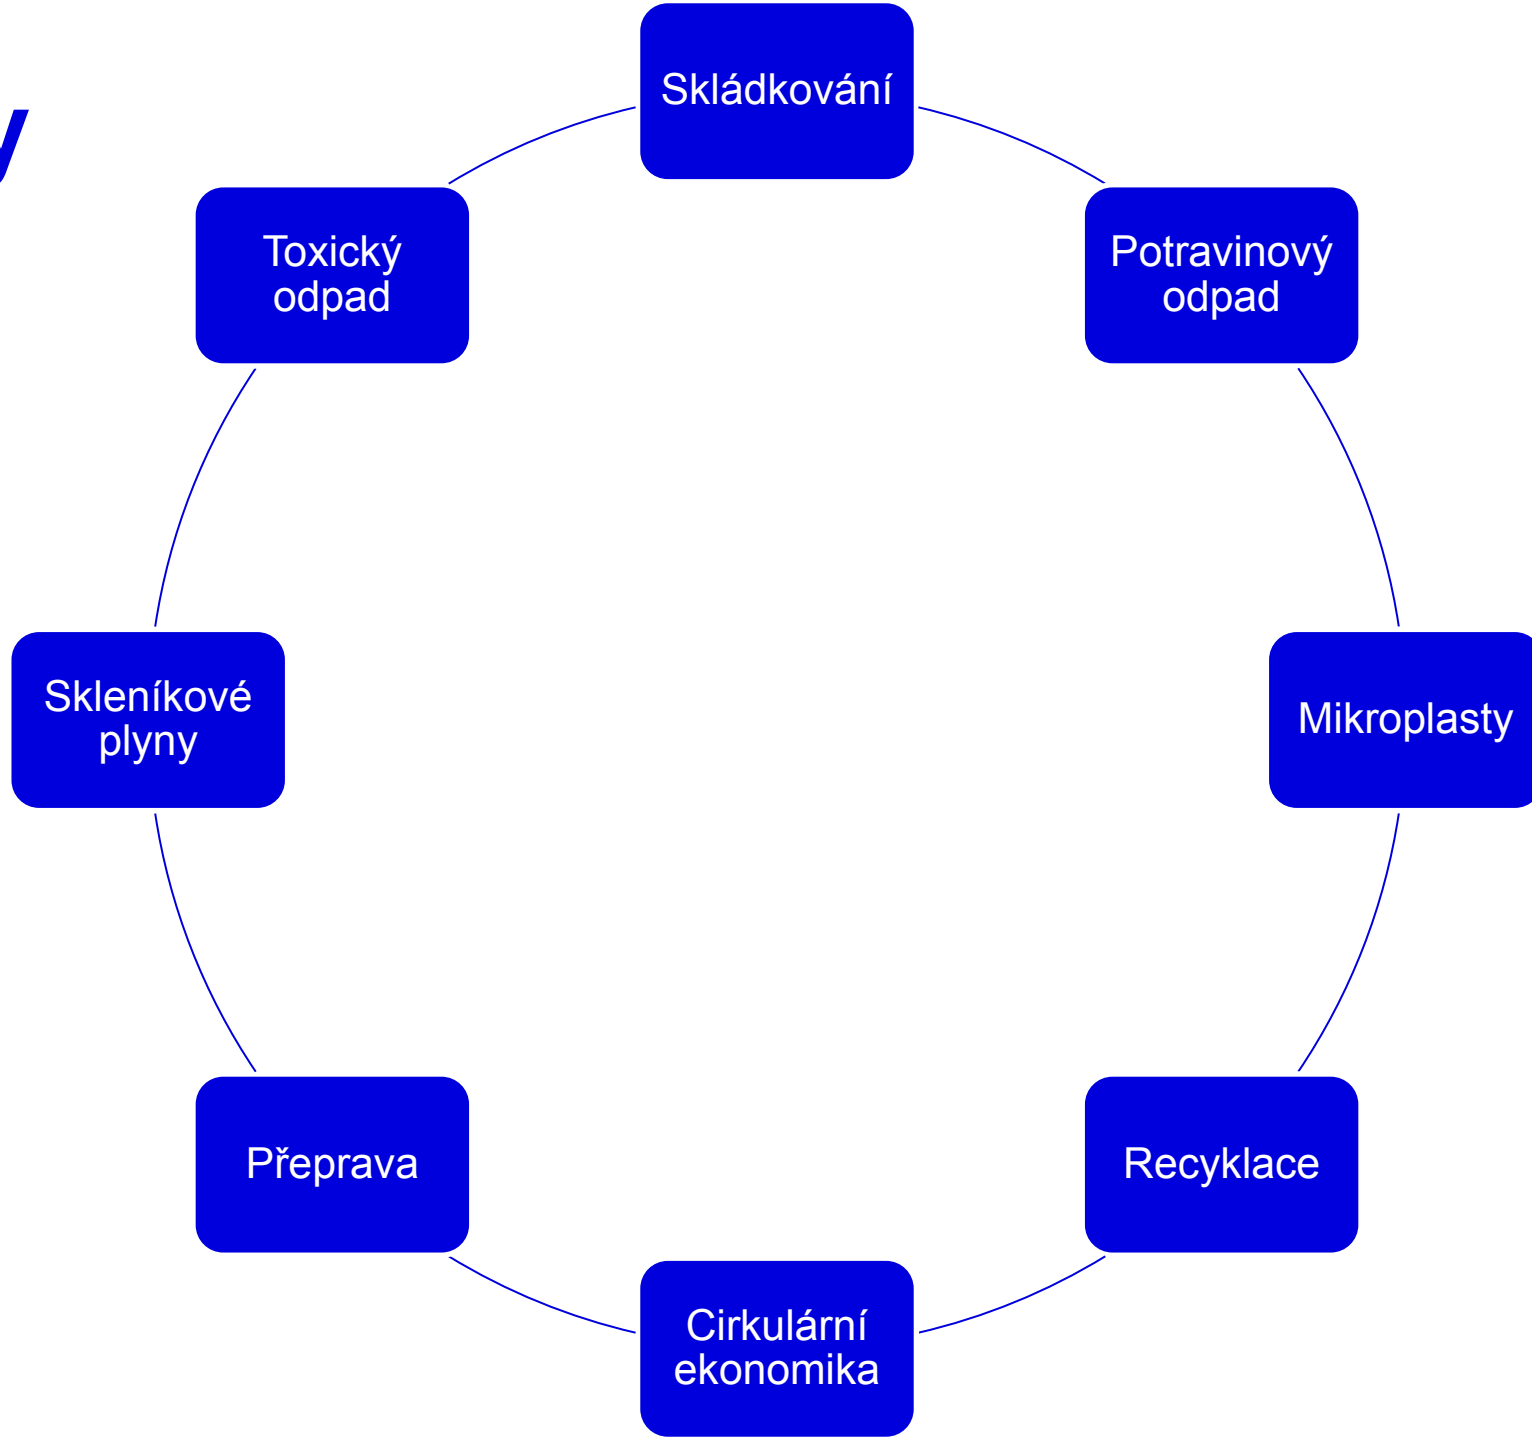 Skládkování
Potravinový
odpad
Mikroplasty
Recyklace
Cirkulární
ekonomika
Přeprava
Skleníkové
plyny
Toxický
odpad